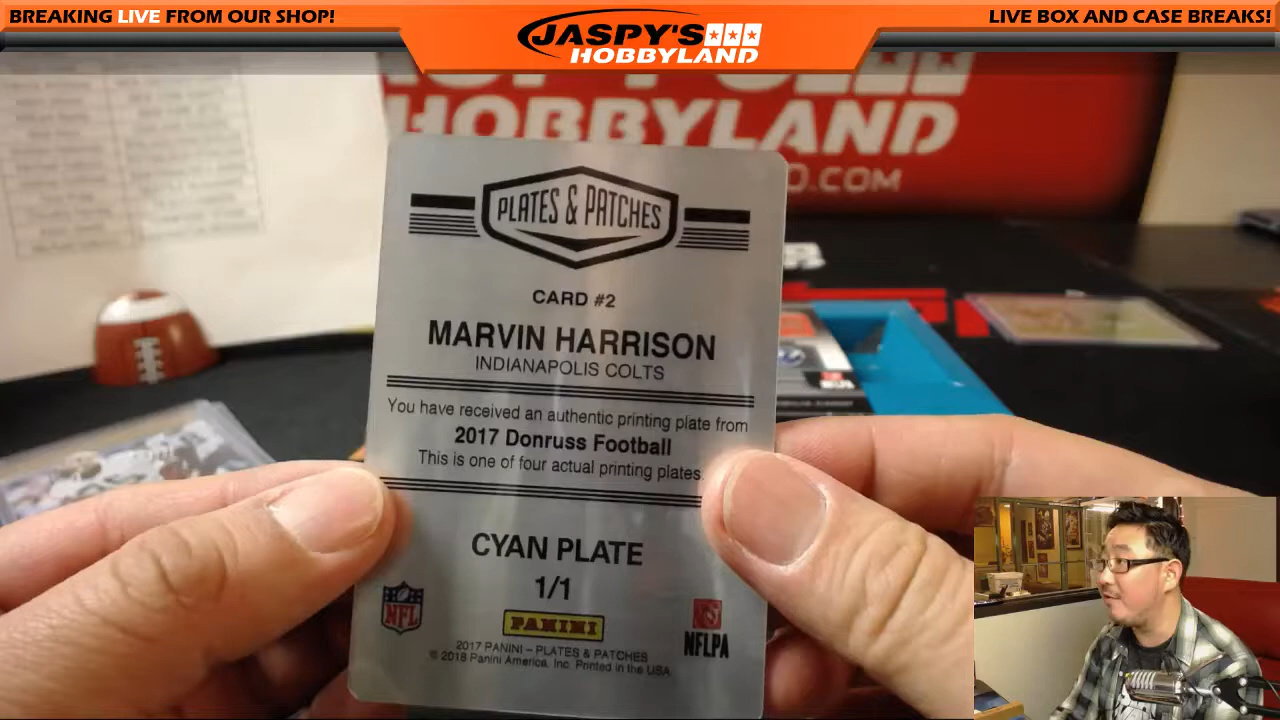 BREAKING LIVE FROM OUR SHOP!
JASPY'S
HOBBYLAND
LIVE BOX AND CASE BREAKS!
HOBBYLAND
.COM
PLATES & PATCHES
CARD #2
MARVIN HARRISON
INDIANAPOLIS COLTS
You have received an authentic printing plate from
2017 Donruss Football
This is one of four actual printing plates.
CYAN PLATE
1/1
NFL
PANINI
NFLPA
2017 PANINI – PLATES & PATCHES
© 2018 Panini America, Inc. Printed in the USA